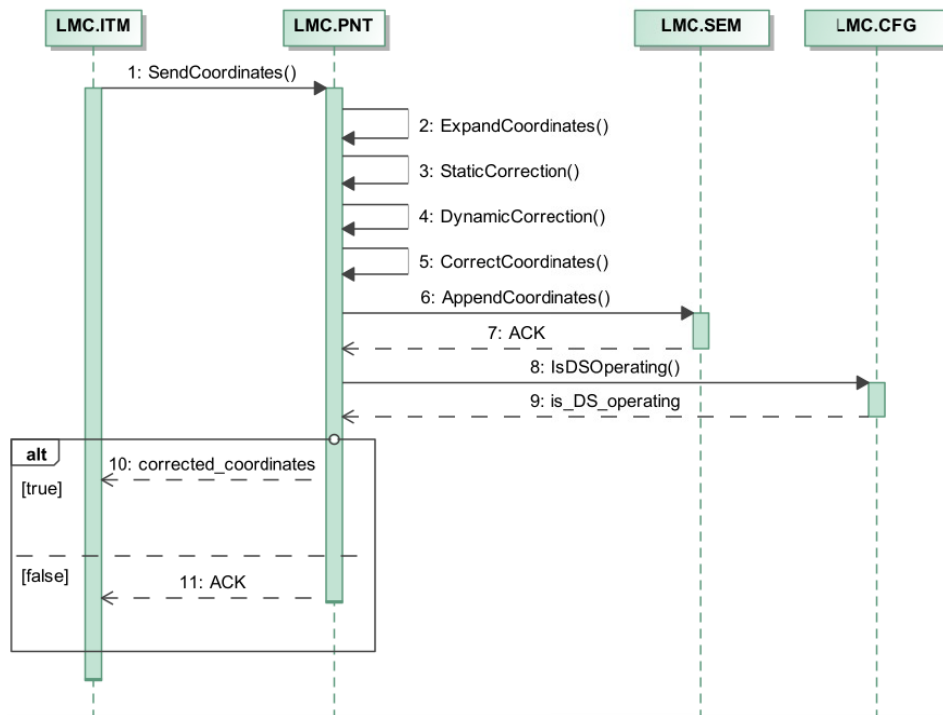 LMC.ITM
LMC.PNT
LMC.SEM
LMC.CFG
1: SendCoordinates()
2: ExpandCoordinates()
3: StaticCorrection()
4: DynamicCorrection()
5: CorrectCoordinates()
6: AppendCoordinates()
7: ACK
8: IsDSOperating()
9: is_DS_operating
alt
10: corrected_coordinates
[true]
[false]
11: ACK